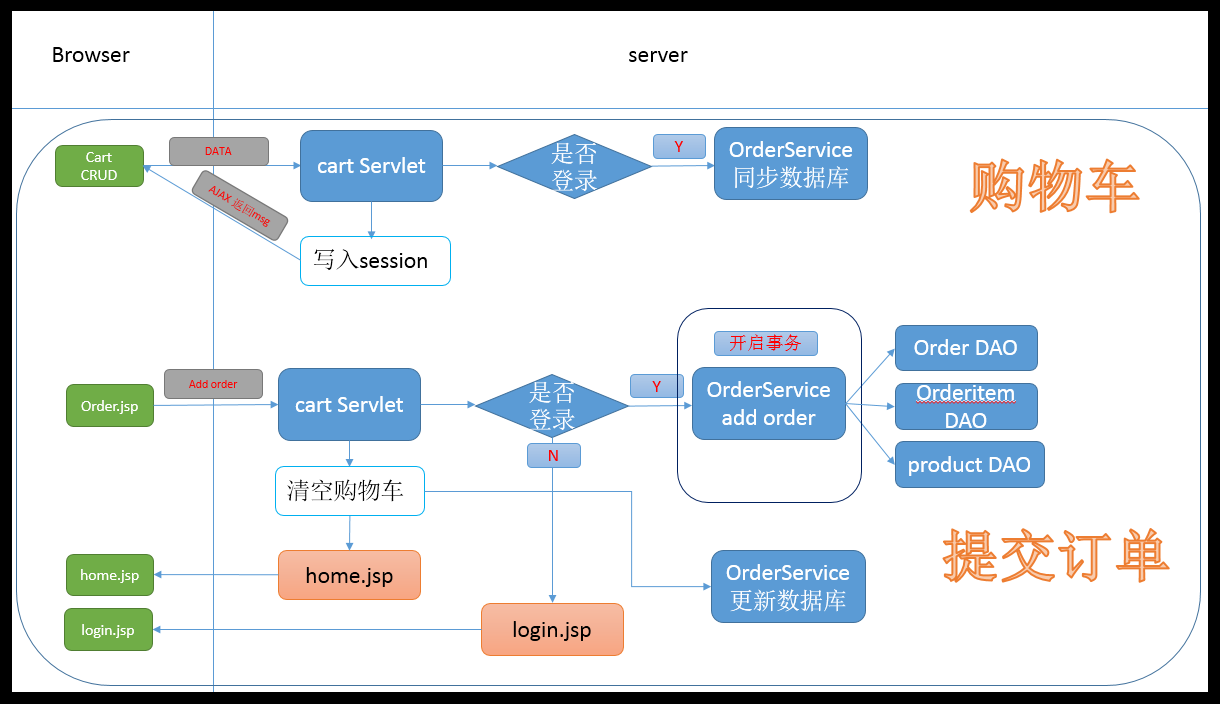 Browser
server
Cart
CRUD
DATA
cart Servlet
是否
登录
Y
OrderService
同步数据库
购物车
AJAX 返回msg
写入session
开启事务
Order.jsp
Add order
cart Servlet
是否
登录
Y
OrderService
add order
Order DAO
Orderitem
DAO
product DAO
N
清空购物车
提交订单
home.jsp
home.jsp
OrderService
更新数据库
login.jsp
login.jsp